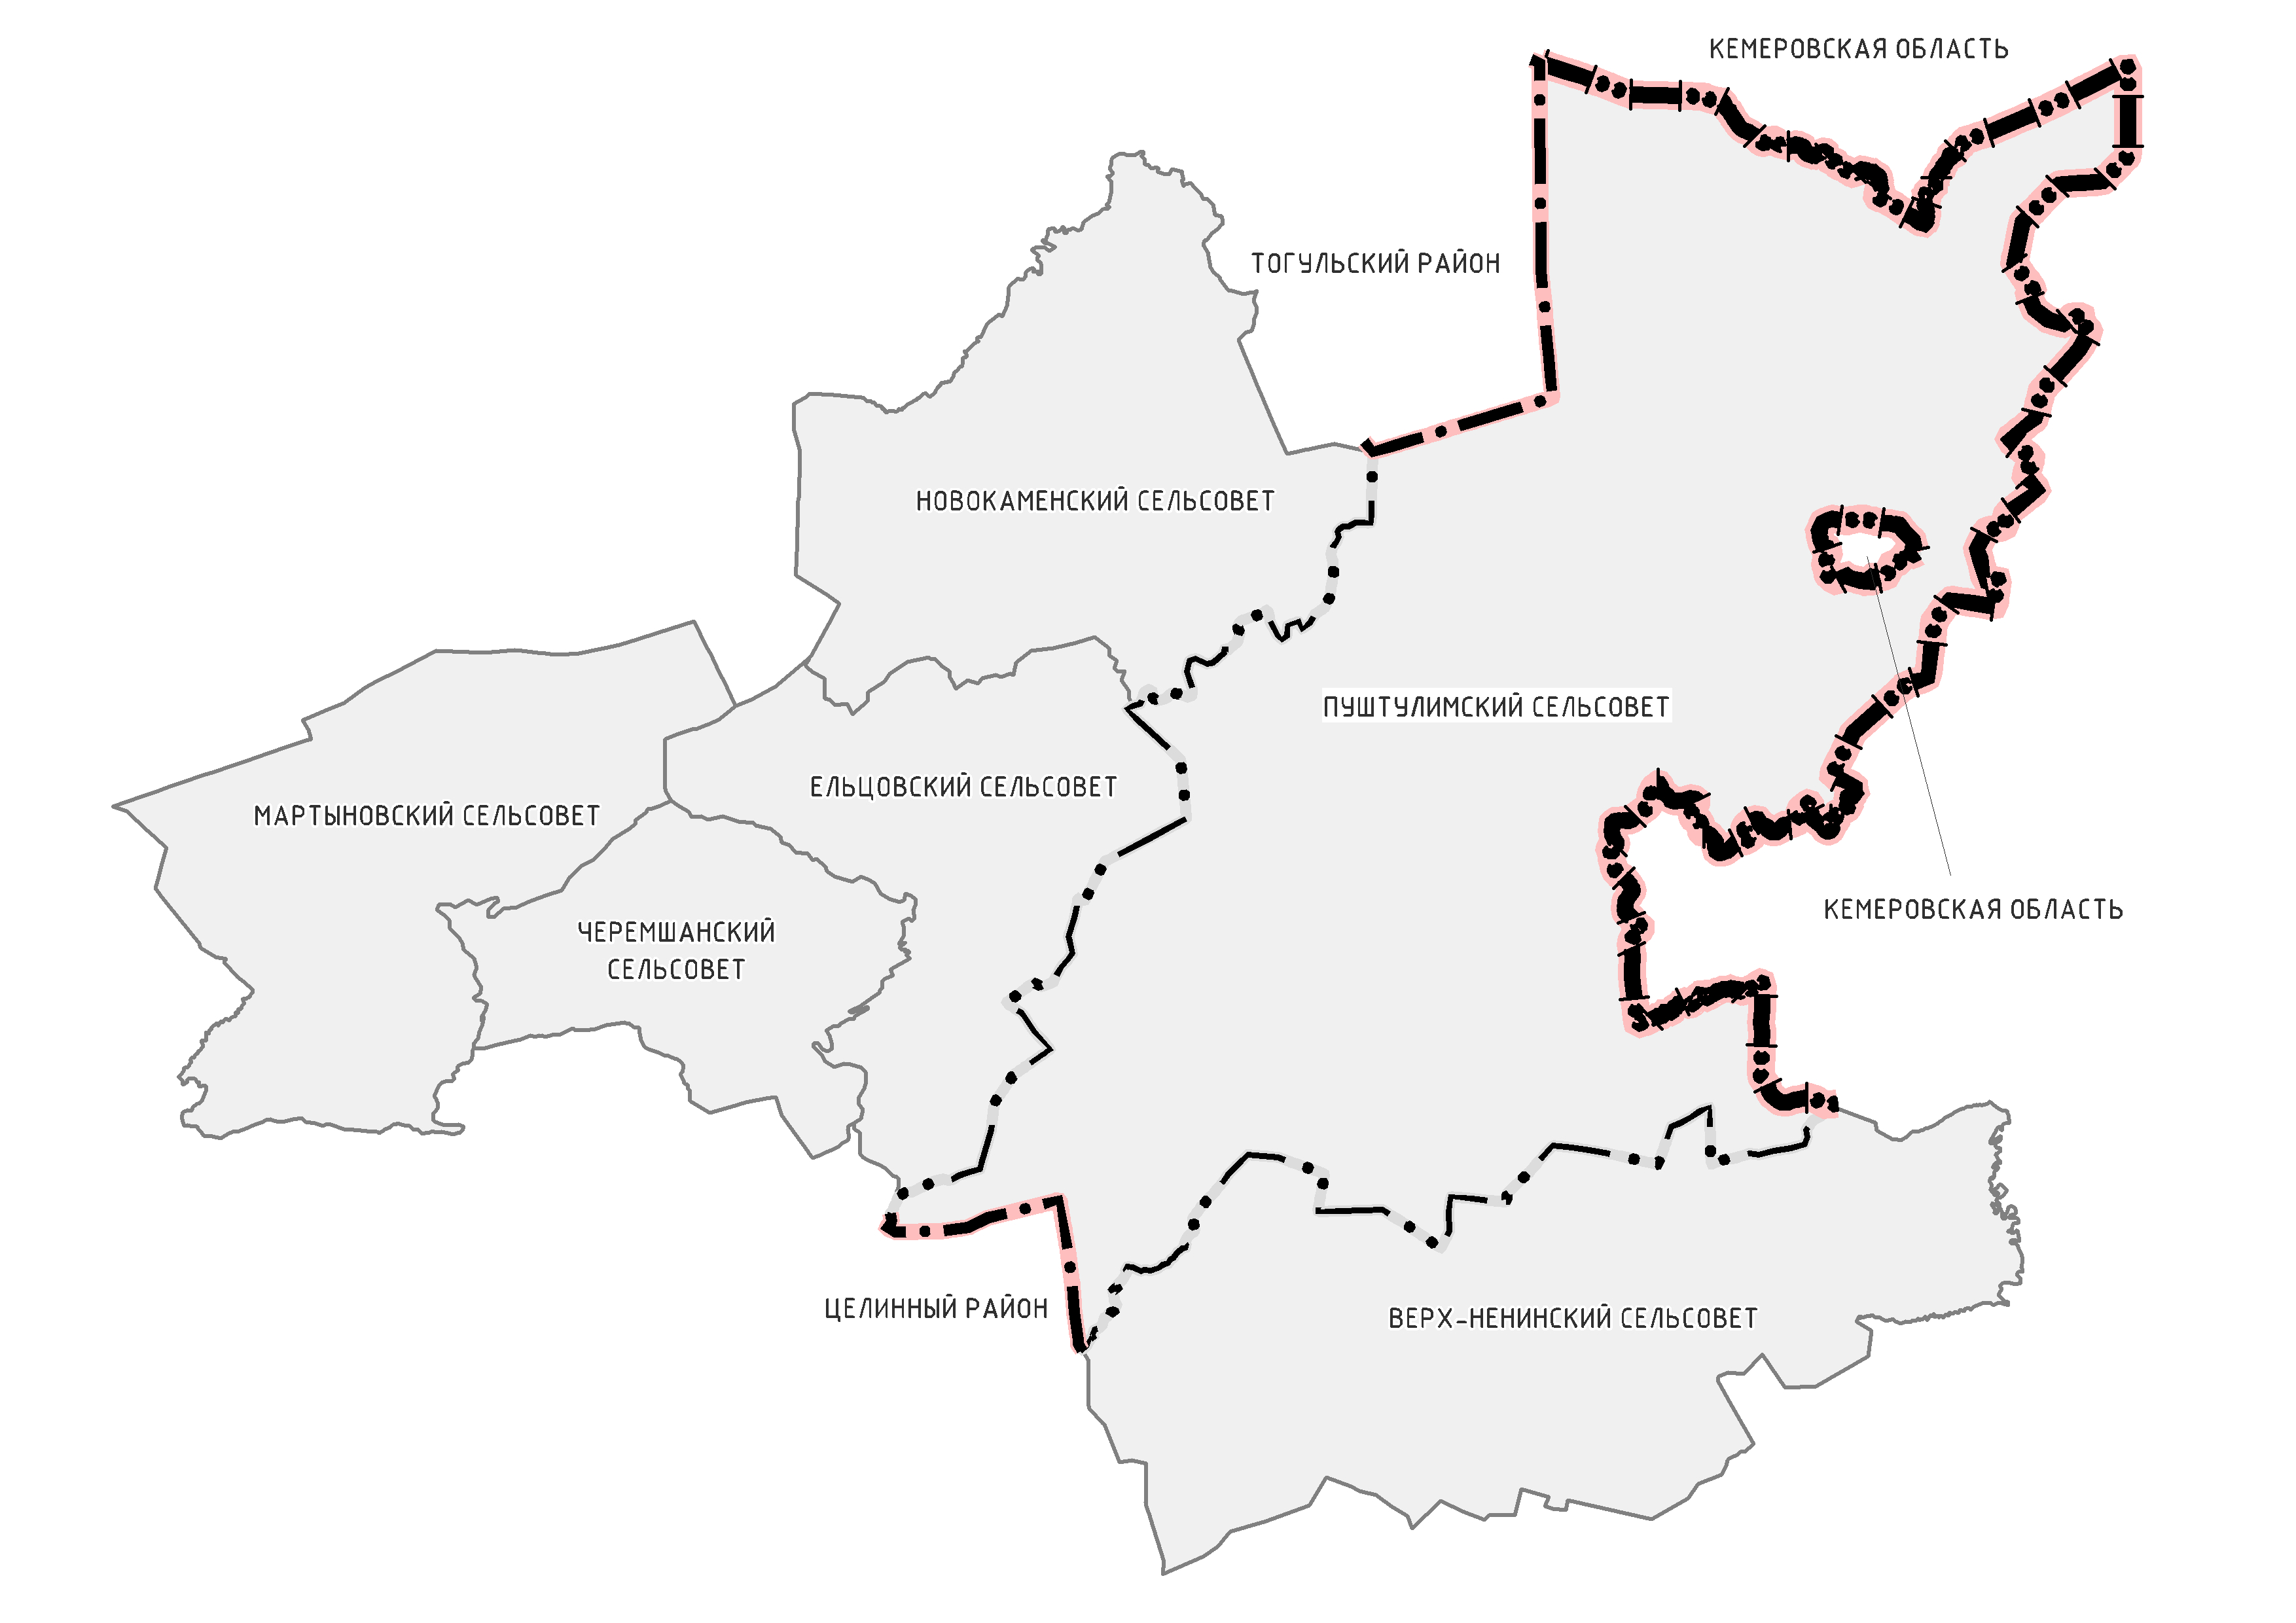 КЕМЕРОВСКАЯ ОБЛАСТЬ
ТОГУЛЬСКИЙ РАЙОН
НОВОКАМЕНСКИЙ СЕЛЬСОВЕТ
ПУШТУЛИМСКИЙ СЕЛЬСОВЕТ
ЕЛЬЦОВСКИЙ СЕЛЬСОВЕТ
МАРТЫНОВСКИЙ СЕЛЬСОВЕТ
КЕМЕРОВСКАЯ ОБЛАСТЬ
ЧЕРЕМШАНСКИЙ
СЕЛЬСОВЕТ
ЦЕЛИННЫЙ РАЙОН
ВЕРХ-НЕНИНСКИЙ СЕЛЬСОВЕТ